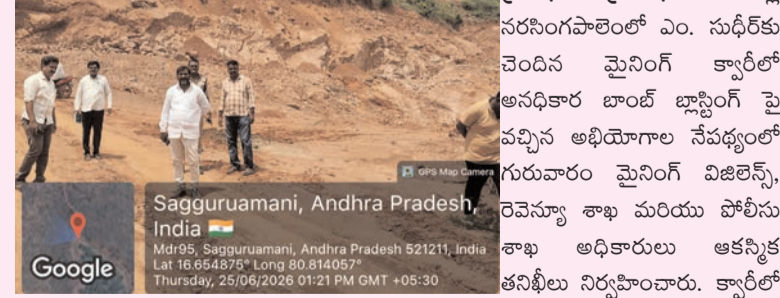 GPS Map Camera
Sagguruamani, Andhra Pradesh,
India
Mdr95, Sagguruamani, Andhra Pradesh 521211, India
Lat 16.654875° Long 80.814057°
Thursday, 25/06/2026 01:21 PM GMT +05:30
Google
నరసింగపాలెంలో ఎం. సుధీర్‌కు
చెందిన మైనింగ్ క్వారీలో
అనధికార బాంబ్ బ్లాస్టింగ్ పై
వచ్చిన అభియోగాల నేపథ్యంలో
గురువారం మైనింగ్ విజిలెన్స్,
రెవెన్యూ శాఖ మరియు పోలీసు
శాఖ అధికారులు ఆకస్మిక
తనిఖీలు నిర్వహించారు. క్వారీలో